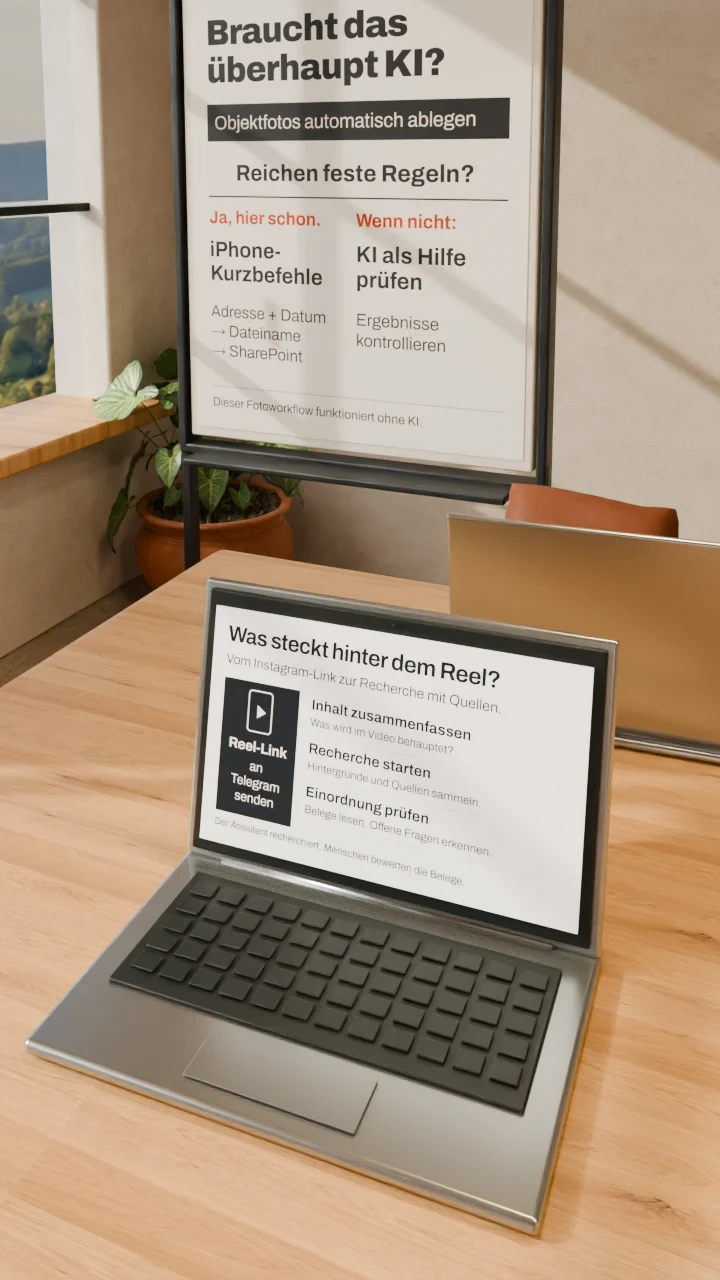 Braucht das
überhaupt KI?
Objektfotos automatisch ablegen
Reichen feste Regeln?
Ja, hier schon.
iPhone-
Kurzbefehle
Adresse + Datum
→ Dateiname
→ SharePoint
Wenn nicht:
KI als Hilfe
prüfen
Ergebnisse
kontrollieren
Dieser Fotoworkflow funktioniert ohne KI.
Was steckt hinter dem Reel?
Vom Instagram-Link zur Recherche mit Quellen.
Reel-Link
an
Telegram
senden
Inhalt zusammenfassen
Was wird im Video behauptet?
Recherche starten
Hintergründe und Quellen sammeln.
Einordnung prüfen
Belege lesen. Offene Fragen erkennen.
Der Assistent recherchiert. Menschen bewerten die Belege.